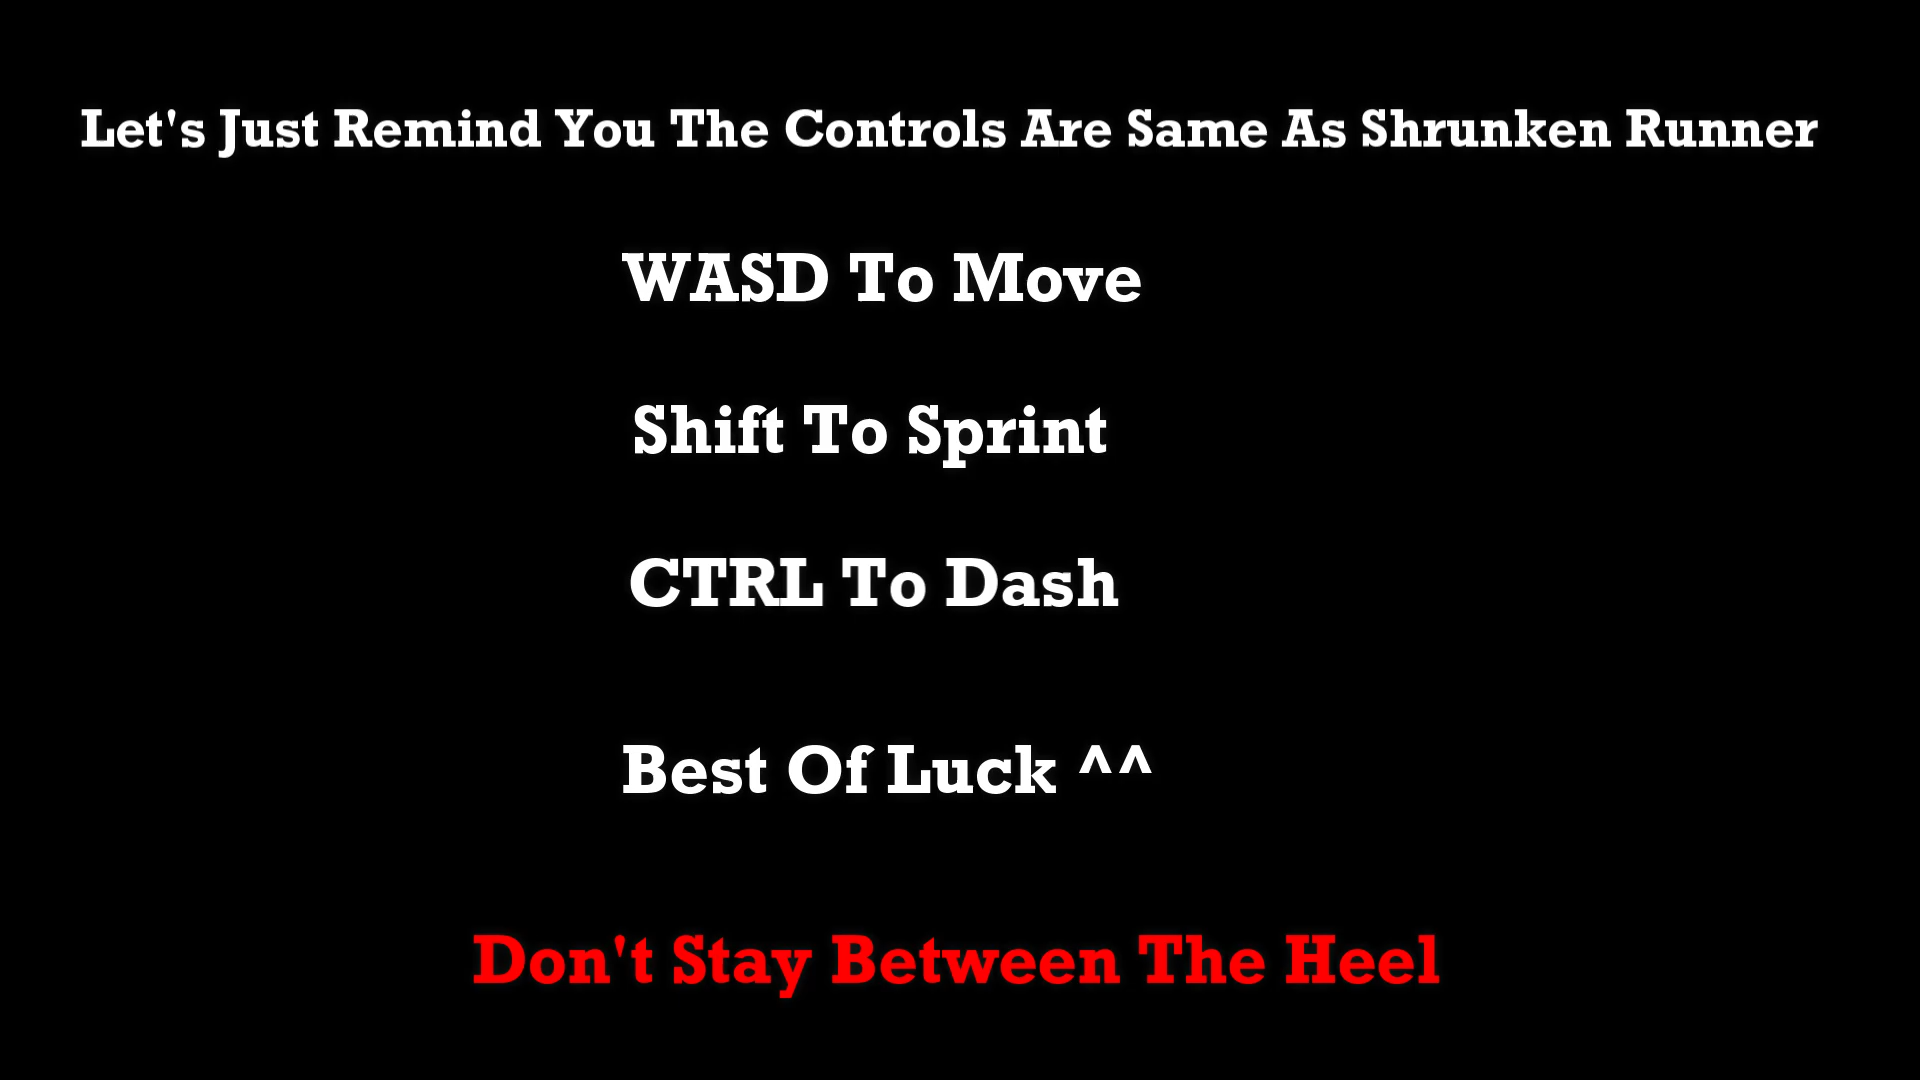 Let's Just Remind You The Controls Are Same As Shrunken Runner
WASD To Move
Shift To Sprint
CTRL To Dash
Best Of Luck ^^
Don't Stay Between The Heel